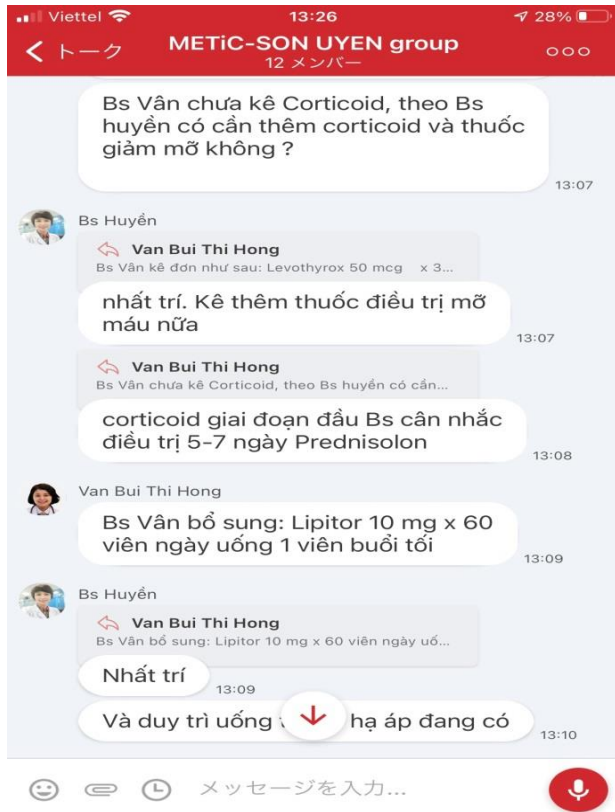 Viettel
13:26
28%
トーク
METiC-SON UYEN group
12 メンバー
Bs Vân chưa kê Corticoid, theo Bs
huyền có cần thêm corticoid và thuốc
giảm mỡ không ?
13:07
Bs Huyền
Van Bui Thi Hong
Bs Vân kê đơn như sau: Levothyrox 50 mcg x 3...
nhất trí. Kê thêm thuốc điều trị mỡ
máu nữa
13:07
Van Bui Thi Hong
Bs Vân chưa kê Corticoid, theo Bs huyền có cần...
corticoid giai đoạn đầu Bs cân nhắc
điều trị 5-7 ngày Prednisolon
13:08
Van Bui Thi Hong
Bs Vân bổ sung: Lipitor 10 mg x 60
viên ngày uống 1 viên buổi tối
13:09
Bs Huyền
Van Bui Thi Hong
Bs Vân bổ sung: Lipitor 10 mg x 60 viên ngày uố...
Nhất trí
13:09
Và duy trì uống hạ áp đang có
13:10
メッセージを入力...